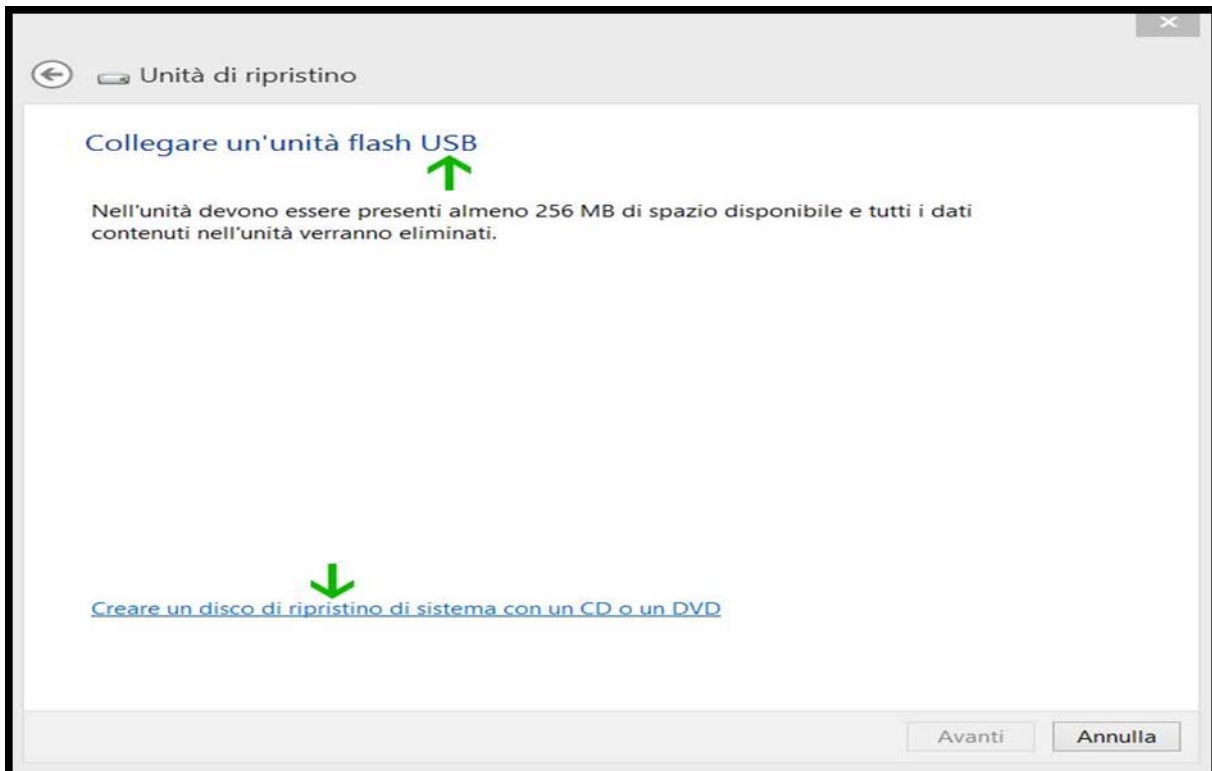 Unità di ripristino
Collegare un'unità flash USB
Nell'unità devono essere presenti almeno 256 MB di spazio disponibile e tutti i dati
contenuti nell'unità verranno eliminati.
Creare un disco di ripristino di sistema con un CD o un DVD
Avanti
Annulla